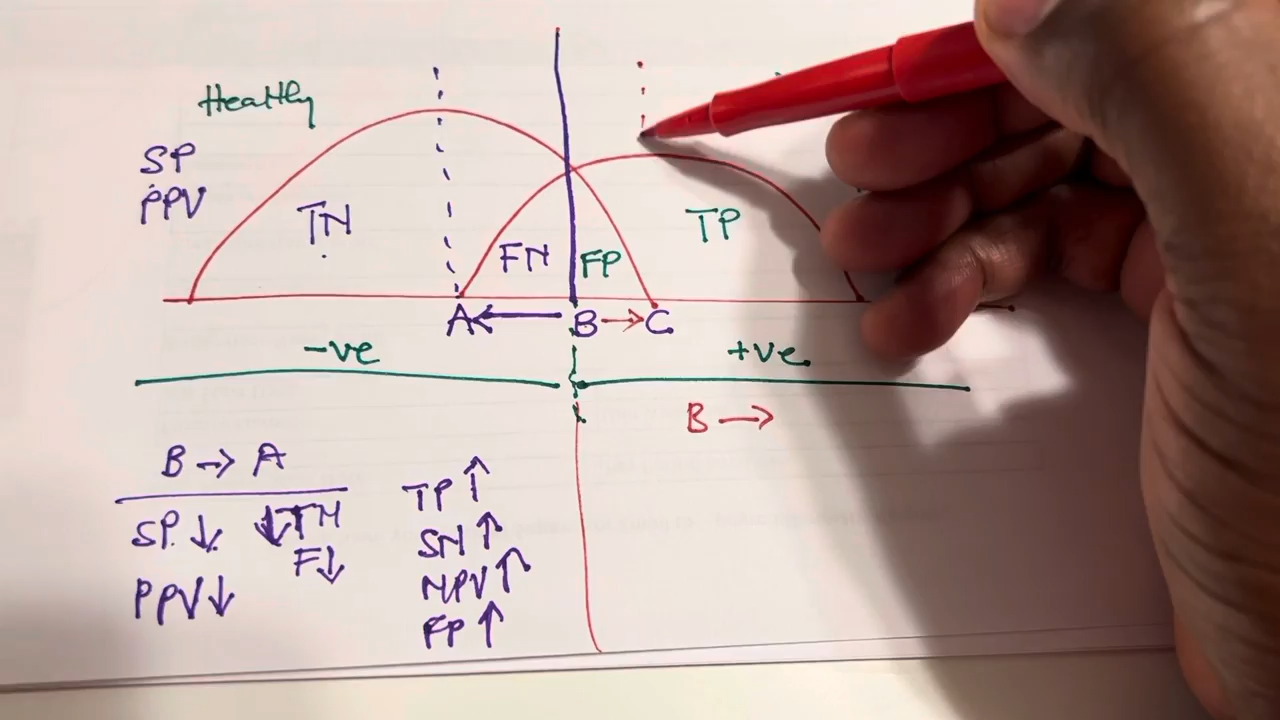 Healthy
SP
PPV
TN
FN
FP
TP
A ← B → C
-ve
+ve
B →
B → A
SP ↓ ↓TN
F↓
PPV ↓
TP ↑
SN ↑
NPV ↑
FP ↑